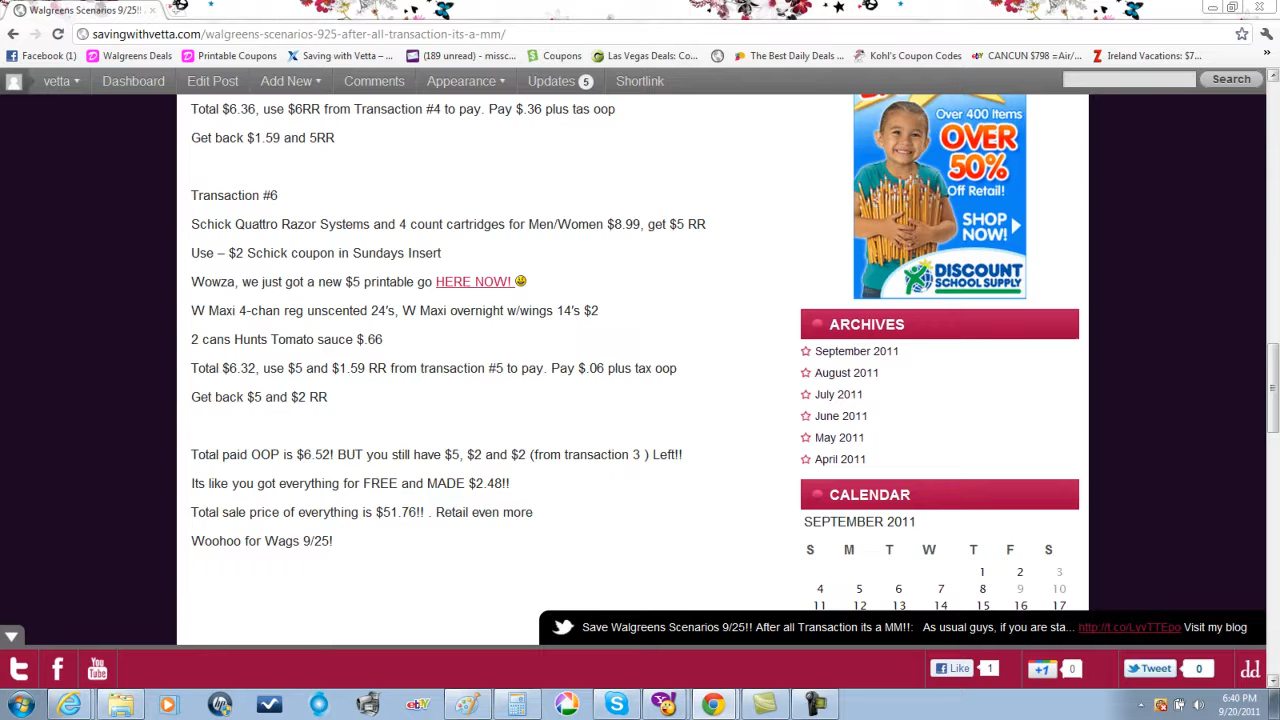 Walgreens Scenarios 9/25!!
savingwithvetta.com/walgreens-scenarios-925-after-all-transaction-its-a-mm/
Facebook (1) Walgreens Deals Printable Coupons Saving with Vetta – ... (189 unread) - missc... Coupons Las Vegas Deals: Co... The Best Daily Deals ... Kohl's Coupon Codes CANCUN $798 =Air/... Ireland Vacations: $7...
vetta Dashboard Edit Post Add New Comments Appearance Updates 5 Shortlink Search
Total $6.36, use $6RR from Transaction #4 to pay. Pay $.36 plus tas oop
Get back $1.59 and 5RR
Transaction #6
Schick Quattro Razor Systems and 4 count cartridges for Men/Women $8.99, get $5 RR
Use – $2 Schick coupon in Sundays Insert
Wowza, we just got a new $5 printable go HERE NOW!
W Maxi 4-chan reg unscented 24's, W Maxi overnight w/wings 14's $2
2 cans Hunts Tomato sauce $.66
Total $6.32, use $5 and $1.59 RR from transaction #5 to pay. Pay $.06 plus tax oop
Get back $5 and $2 RR
Total paid OOP is $6.52! BUT you still have $5, $2 and $2 (from transaction 3 ) Left!!
Its like you got everything for FREE and MADE $2.48!!
Total sale price of everything is $51.76!! . Retail even more
Woohoo for Wags 9/25!
Over 400 Items
OVER
50%
Off Retail!
SHOP
NOW!
DISCOUNT
SCHOOL SUPPLY
ARCHIVES
September 2011
August 2011
July 2011
June 2011
May 2011
April 2011
CALENDAR
SEPTEMBER 2011
S M T W T F S
1 2 3
4 5 6 7 8 9 10
11 12 13 14 15 16 17
Save Walgreens Scenarios 9/25!! After all Transaction its a MM!!: As usual guys, if you are sta... http://t.co/LyvTTEpo Visit my blog
Like 1 +1 0 Tweet 0 dd
You
Tube
hp ebY
6:40 PM
9/20/2011